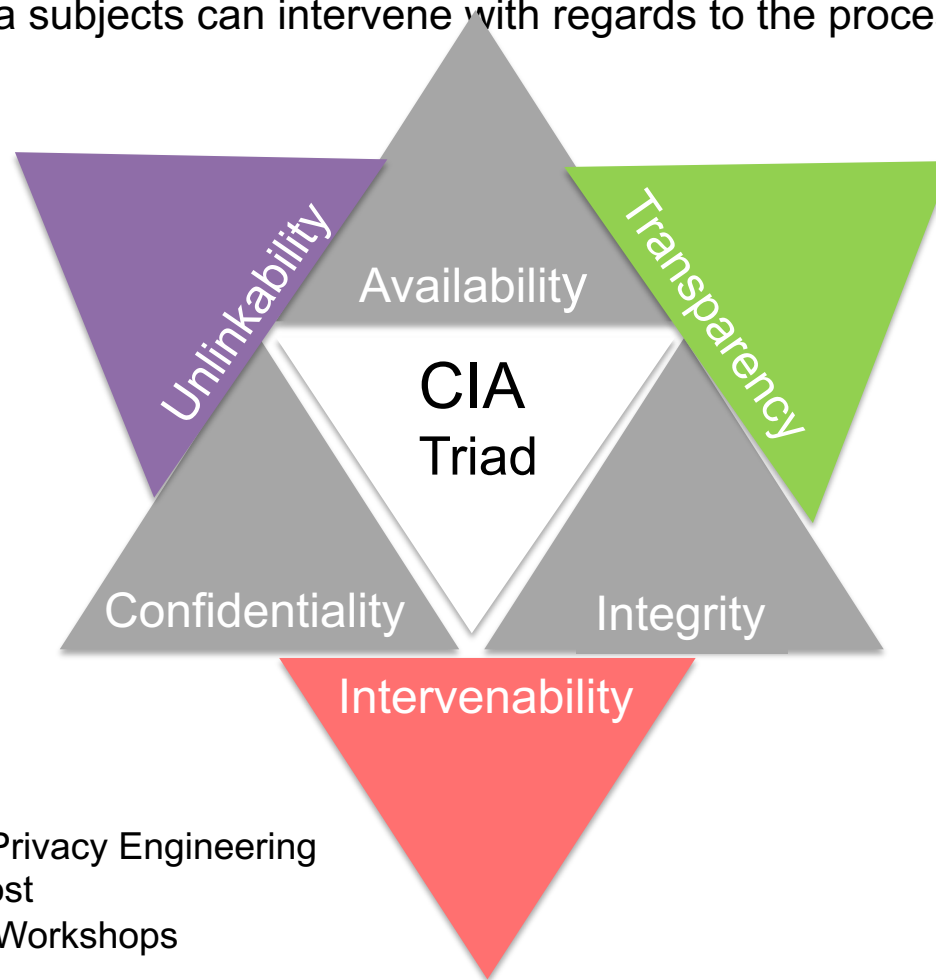 a subjects can intervene with regards to the proce
Unlinkability
Transparency
Availability
CIA
Triad
Confidentiality
Integrity
Intervenability
Privacy Engineering
ost
Workshops